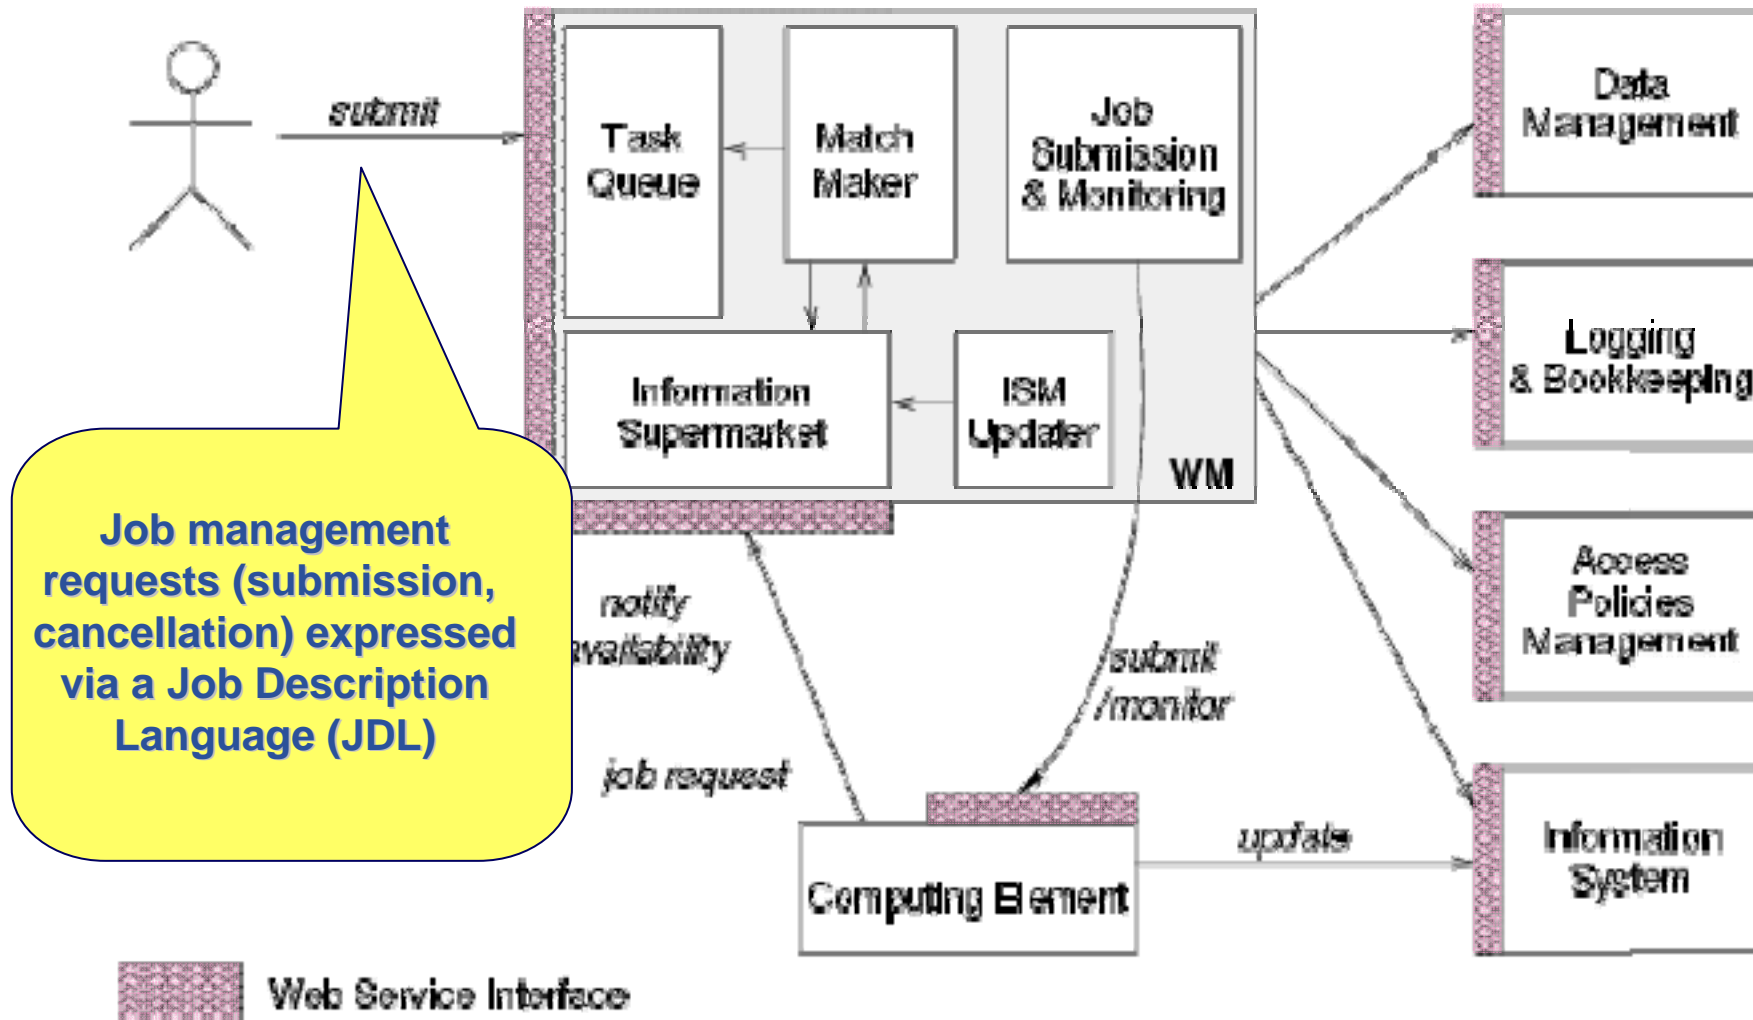 submit
Task
Queue
Match
Maker
Job
Submission
& Monitoring
Data
Management
Information
Supermarket
ISM
Updater
WM
Logging
& Bookkeeping
Job management
requests (submission,
cancellation) expressed
via a Job Description
Language (JDL)
notify
availability
job request
submit
/monitor
Access
Policies
Management
Computing Element
update
Information
System
Web Service Interface